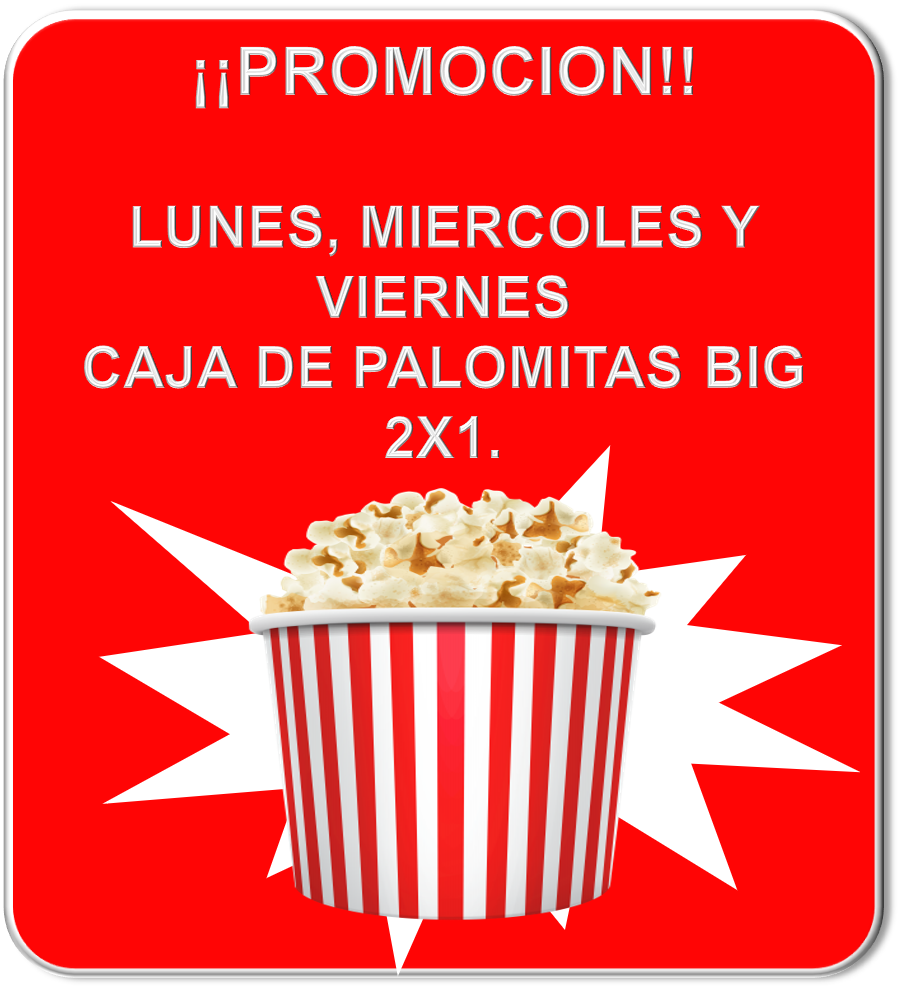 ¡¡PROMOCION!!
LUNES, MIERCOLES Y
VIERNES
CAJA DE PALOMITAS BIG
2X1.